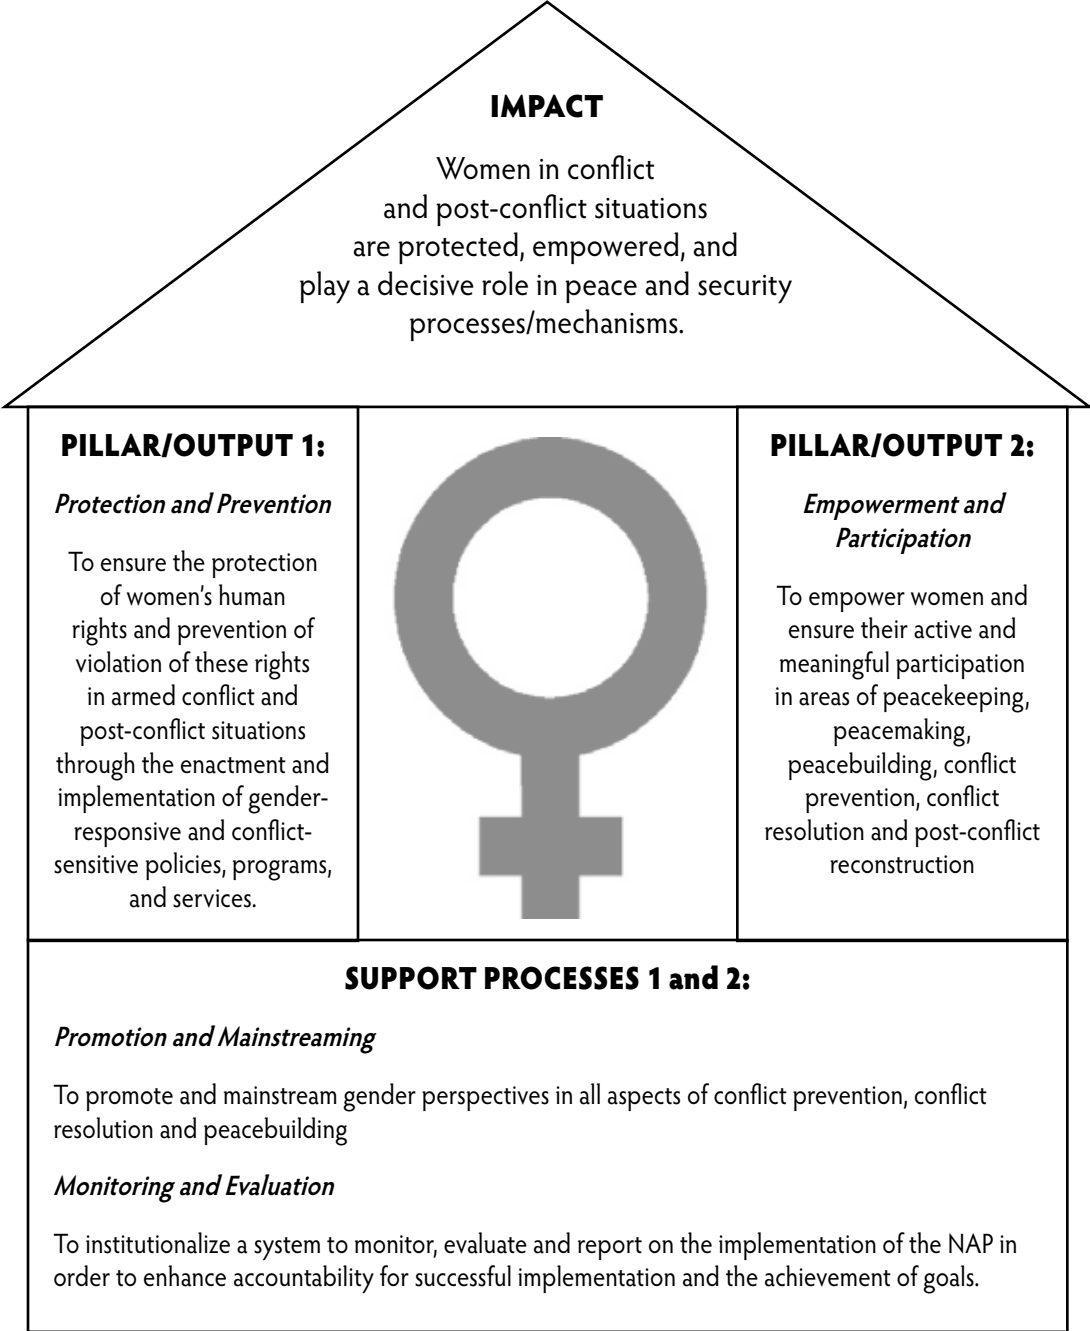 IMPACT
Women in conflict
and post-conflict situations
are protected, empowered, and
play a decisive role in peace and security
processes/mechanisms.
PILLAR/OUTPUT 1:
Protection and Prevention
To ensure the protection
of women’s human
rights and prevention of
violation of these rights
in armed conflict and
post-conflict situations
through the enactment and
implementation of gender-
responsive and conflict-
sensitive policies, programs,
and services.
PILLAR/OUTPUT 2:
Empowerment and
Participation
To empower women and
ensure their active and
meaningful participation
in areas of peacekeeping,
peacemaking,
peacebuilding, conflict
prevention, conflict
resolution and post-conflict
reconstruction
SUPPORT PROCESSES 1 and 2:
Promotion and Mainstreaming
To promote and mainstream gender perspectives in all aspects of conflict prevention, conflict
resolution and peacebuilding
Monitoring and Evaluation
To institutionalize a system to monitor, evaluate and report on the implementation of the NAP in
order to enhance accountability for successful implementation and the achievement of goals.